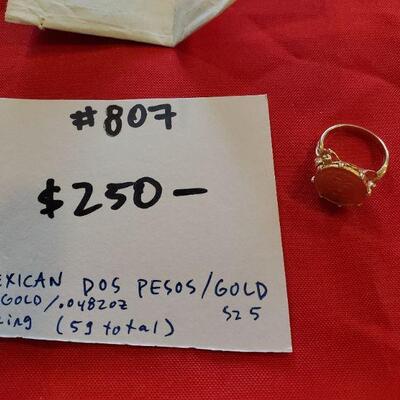 #807
$250—
EXICAN DOS PESOS/GOLD
GOLD/.0482oz sz 5
ING (5g total)